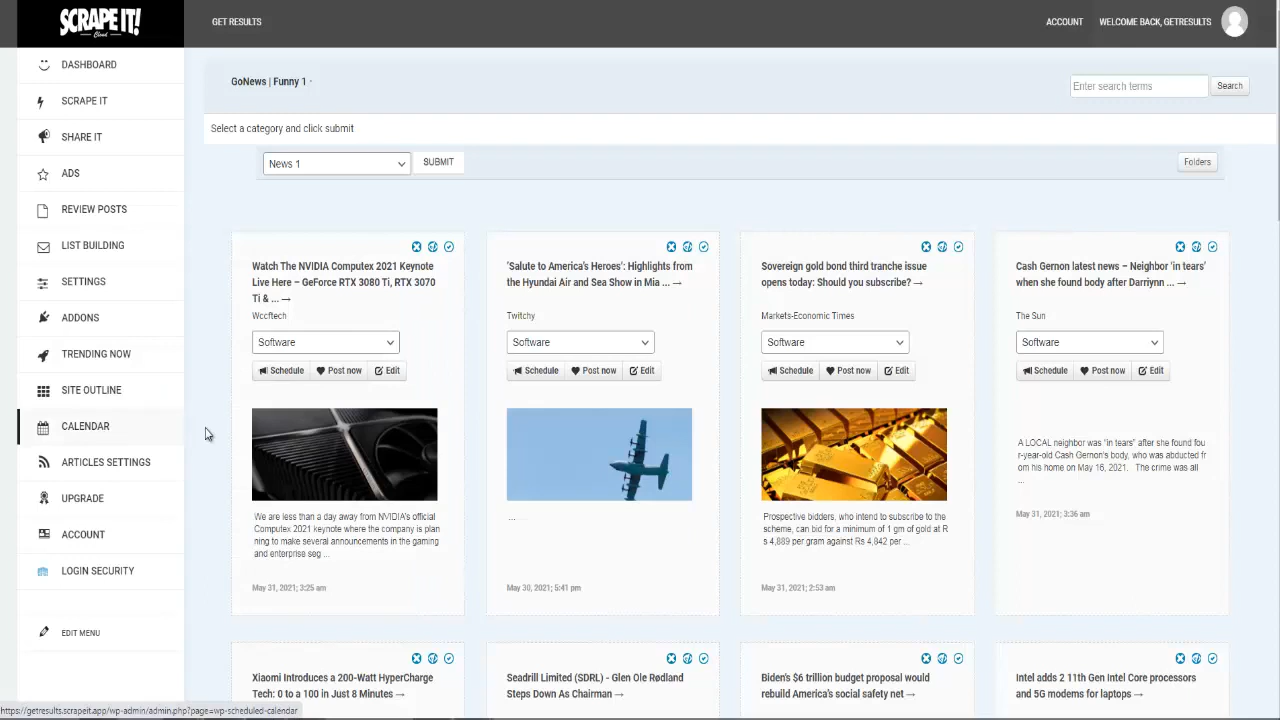 SCRAPE IT!
Cloud
GET RESULTS
ACCOUNT
WELCOME BACK, GETRESULTS
DASHBOARD
SCRAPE IT
SHARE IT
ADS
REVIEW POSTS
LIST BUILDING
SETTINGS
ADDONS
TRENDING NOW
SITE OUTLINE
CALENDAR
ARTICLES SETTINGS
UPGRADE
ACCOUNT
LOGIN SECURITY
EDIT MENU
GoNews | Funny 1 -
Enter search terms
Search
Select a category and click submit
News 1
SUBMIT
Folders
Watch The NVIDIA Computex 2021 Keynote
Live Here – GeForce RTX 3080 Ti, RTX 3070
Ti & ... →
Wccftech
Software
Schedule
Post now
Edit
We are less than a day away from NVIDIA's official
Computex 2021 keynote where the company is plan
ning to make several announcements in the gaming
and enterprise seg ...
May 31, 2021; 3:25 am
'Salute to America's Heroes': Highlights from
the Hyundai Air and Sea Show in Mia ... →
Twitchy
Software
Schedule
Post now
Edit
...
May 30, 2021; 5:41 pm
Sovereign gold bond third tranche issue
opens today: Should you subscribe? →
Markets-Economic Times
Software
Schedule
Post now
Edit
Prospective bidders, who intend to subscribe to the
scheme, can bid for a minimum of 1 gm of gold at R
s 4,889 per gram against Rs 4,842 per ...
May 31, 2021; 2:53 am
Cash Gernon latest news – Neighbor 'in tears'
when she found body after Darriynn ... →
The Sun
Software
Schedule
Post now
Edit
A LOCAL neighbor was "in tears" after she found fou
r-year-old Cash Gernon's body, who was abducted fr
om his home on May 16, 2021. The crime was all
...
May 31, 2021; 3:36 am
Xiaomi Introduces a 200-Watt HyperCharge
Tech: 0 to a 100 in Just 8 Minutes →
Seadrill Limited (SDRL) - Glen Ole Rødland
Steps Down As Chairman →
Biden's $6 trillion budget proposal would
rebuild America's social safety net →
Intel adds 2 11th Gen Intel Core processors
and 5G modems for laptops →
https://getresults.scrapeit.app/wp-admin/admin.php?page=wp-scheduled-calendar